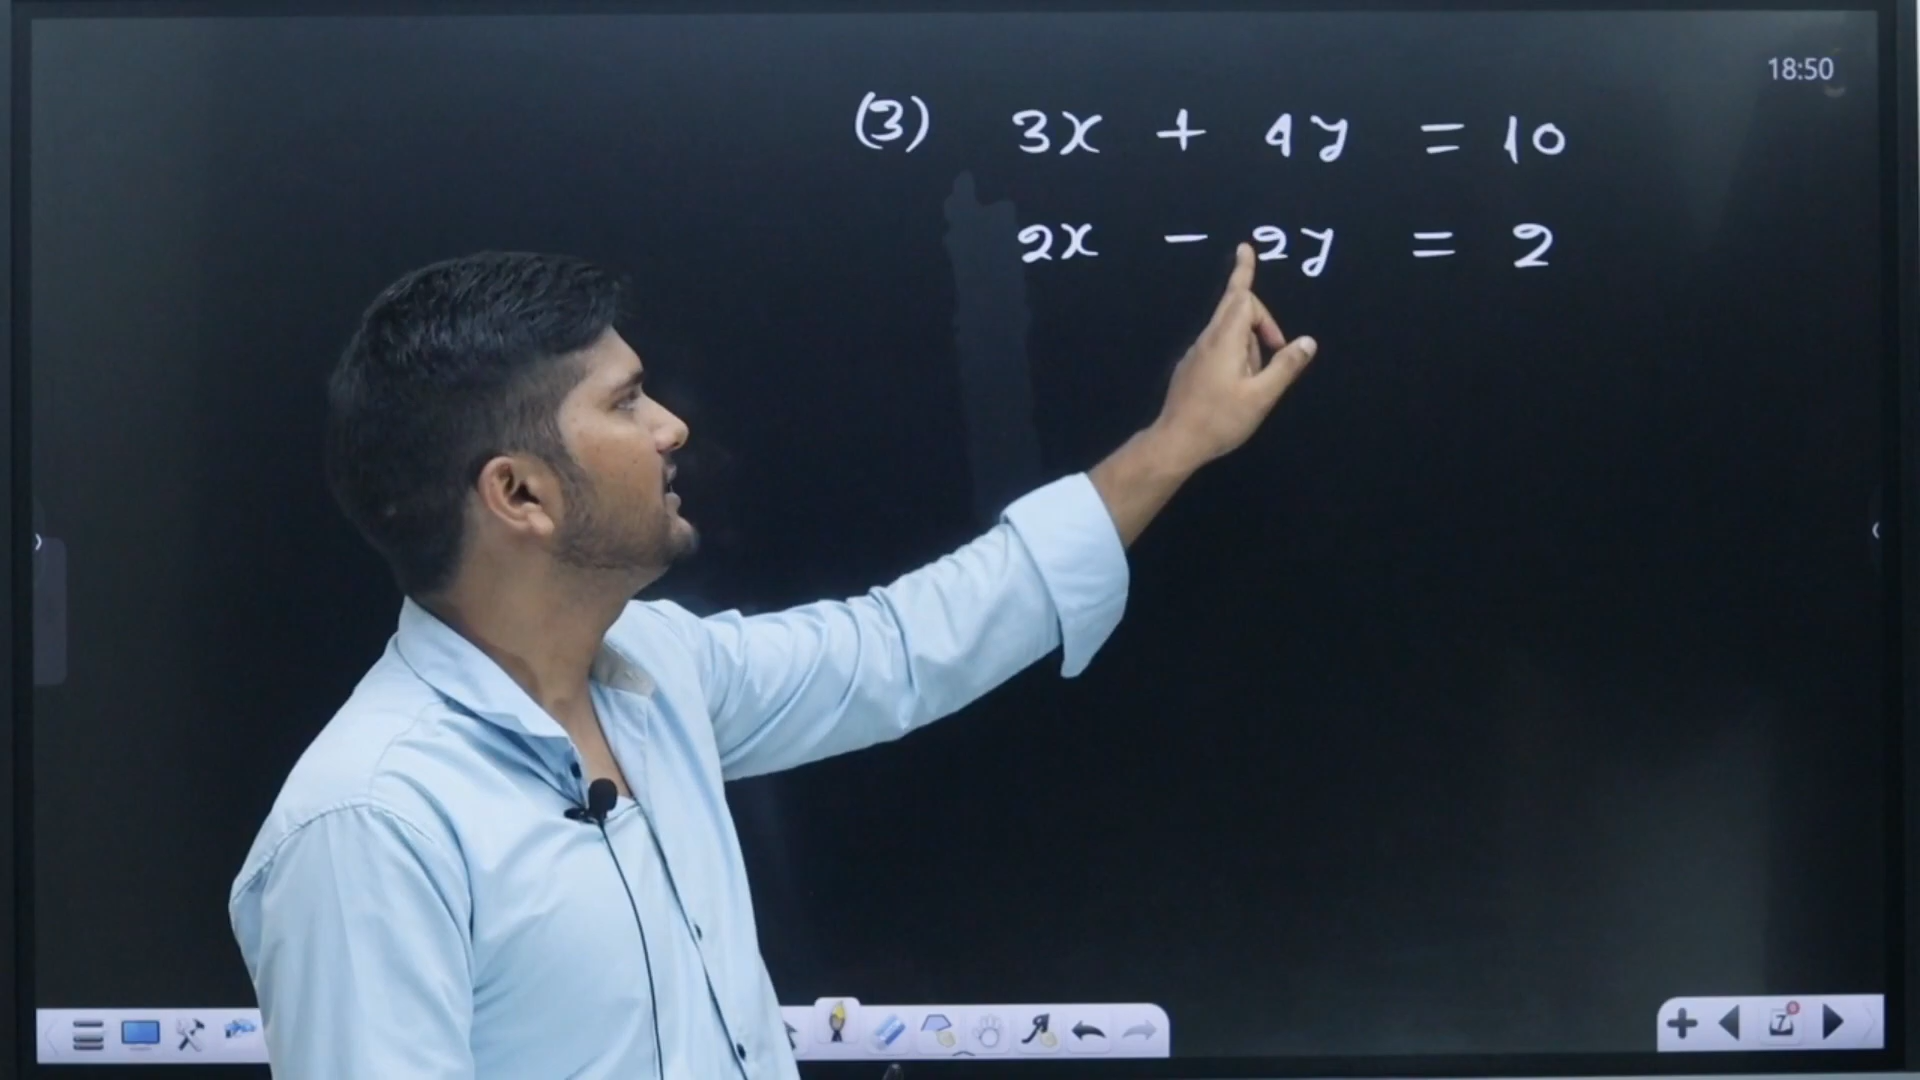 18:50
(3) 3x + 4y = 10
2x - 2y = 2